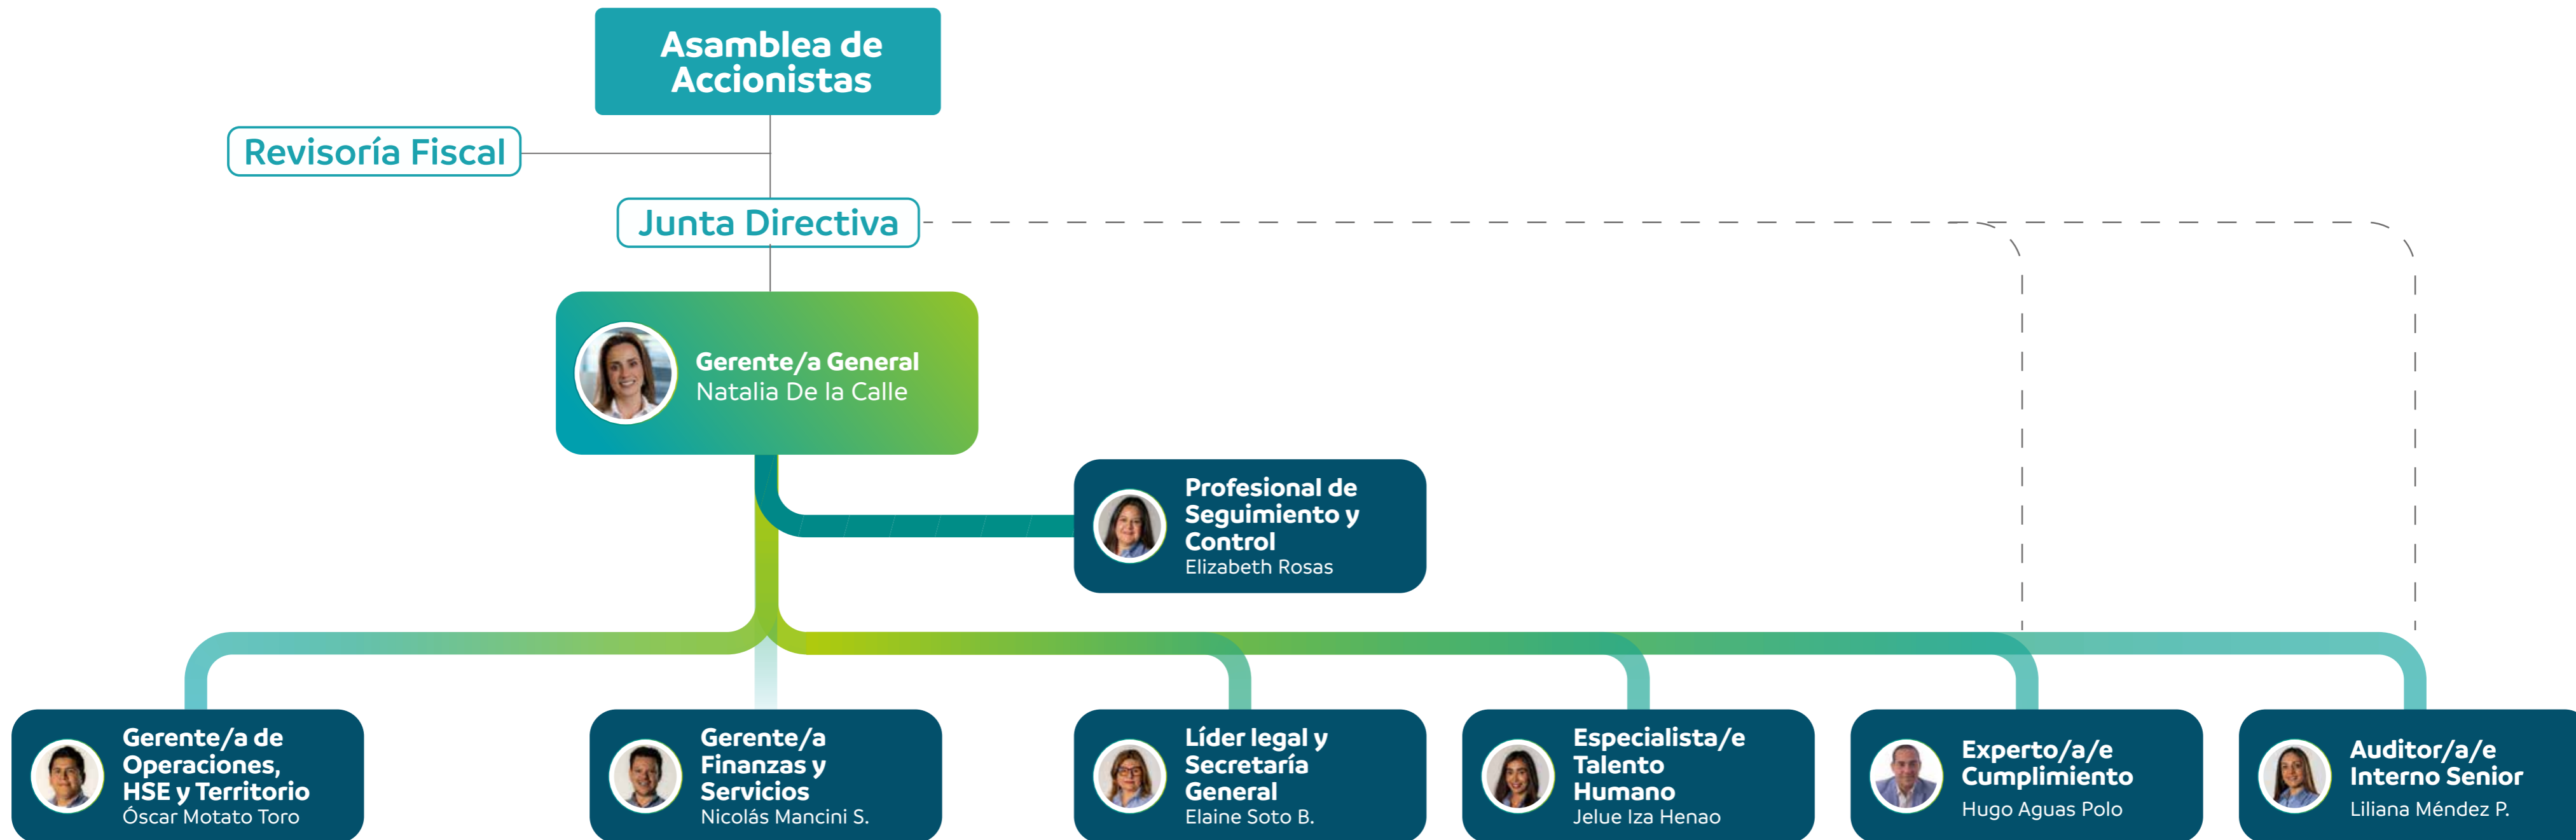 Asamblea de
Accionistas
Revisoría Fiscal
Junta Directiva
Gerente/a General
Natalia De la Calle
Profesional de
Seguimiento y
Control
Elizabeth Rosas
Gerente/a de
Operaciones,
HSE y Territorio
Óscar Motato Toro
Gerente/a
Finanzas y
Servicios
Nicolás Mancini S.
Líder legal y
Secretaría
General
Elaine Soto B.
Especialista/e
Talento
Humano
Jelue Iza Henao
Experto/a/e
Cumplimiento
Hugo Aguas Polo
Auditor/a/e
Interno Senior
Liliana Méndez P.